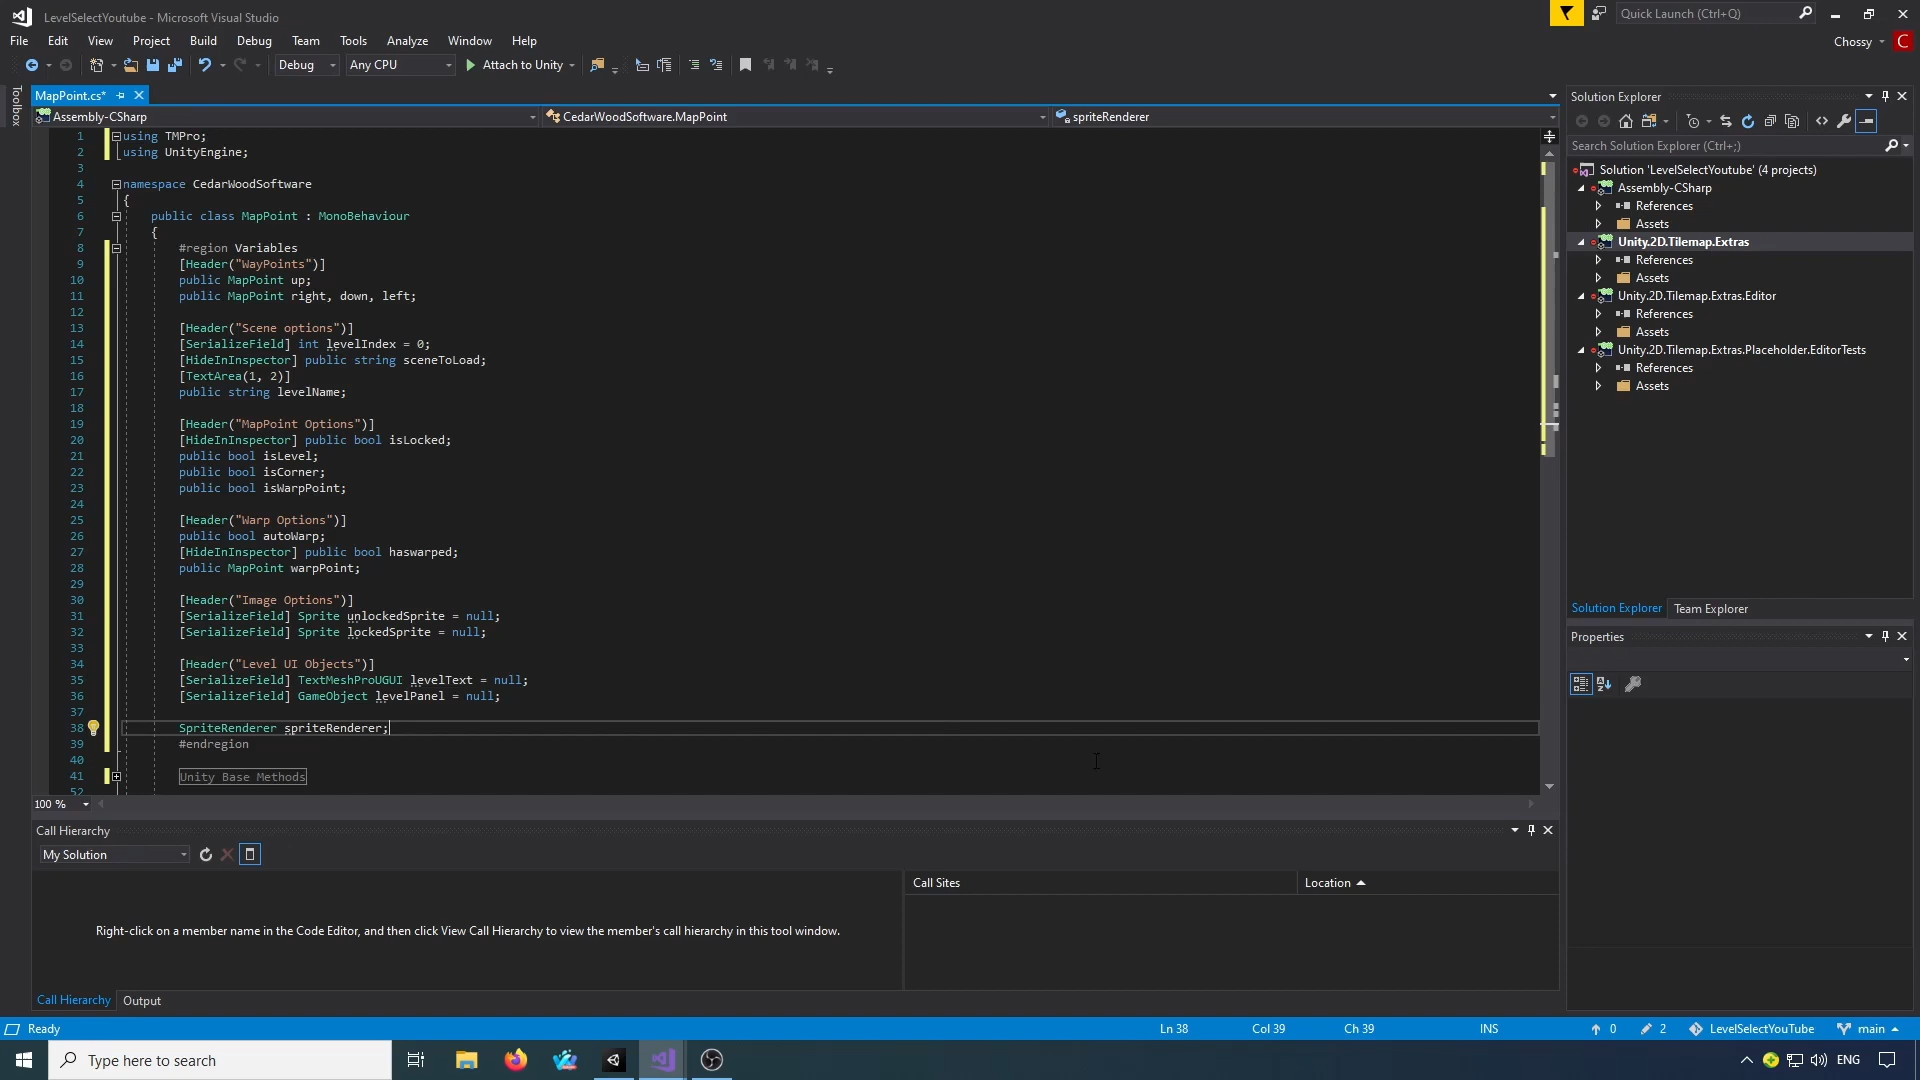 LevelSelectYoutube - Microsoft Visual Studio
Quick Launch (Ctrl+Q)
File Edit View Project Build Debug Team Tools Analyze Window Help
Chossy C
Debug Any CPU Attach to Unity
Toolbox
MapPoint.cs*
Assembly-CSharp CedarWoodSoftware.MapPoint spriteRenderer
1 using TMPro;
2 using UnityEngine;
3
4 namespace CedarWoodSoftware
5 {
6 public class MapPoint : MonoBehaviour
7 {
8 #region Variables
9 [Header("WayPoints")]
10 public MapPoint up;
11 public MapPoint right, down, left;
12
13 [Header("Scene options")]
14 [SerializeField] int levelIndex = 0;
15 [HideInInspector] public string sceneToLoad;
16 [TextArea(1, 2)]
17 public string levelName;
18
19 [Header("MapPoint Options")]
20 [HideInInspector] public bool isLocked;
21 public bool isLevel;
22 public bool isCorner;
23 public bool isWarpPoint;
24
25 [Header("Warp Options")]
26 public bool autoWarp;
27 [HideInInspector] public bool haswarped;
28 public MapPoint warpPoint;
29
30 [Header("Image Options")]
31 [SerializeField] Sprite unlockedSprite = null;
32 [SerializeField] Sprite lockedSprite = null;
33
34 [Header("Level UI Objects")]
35 [SerializeField] TextMeshProUGUI levelText = null;
36 [SerializeField] GameObject levelPanel = null;
37
38 SpriteRenderer spriteRenderer;
39 #endregion
40
41 Unity Base Methods
52
100 %
Call Hierarchy
My Solution
Call Sites Location
Right-click on a member name in the Code Editor, and then click View Call Hierarchy to view the member's call hierarchy in this tool window.
Call Hierarchy Output
Solution Explorer
Search Solution Explorer (Ctrl+;)
Solution 'LevelSelectYoutube' (4 projects)
Assembly-CSharp
References
Assets
Unity.2D.Tilemap.Extras
References
Assets
Unity.2D.Tilemap.Extras.Editor
References
Assets
Unity.2D.Tilemap.Extras.Placeholder.EditorTests
References
Assets
Solution Explorer Team Explorer
Properties
Ready Ln 38 Col 39 Ch 39 INS 0 2 LevelSelectYouTube main
Type here to search ENG